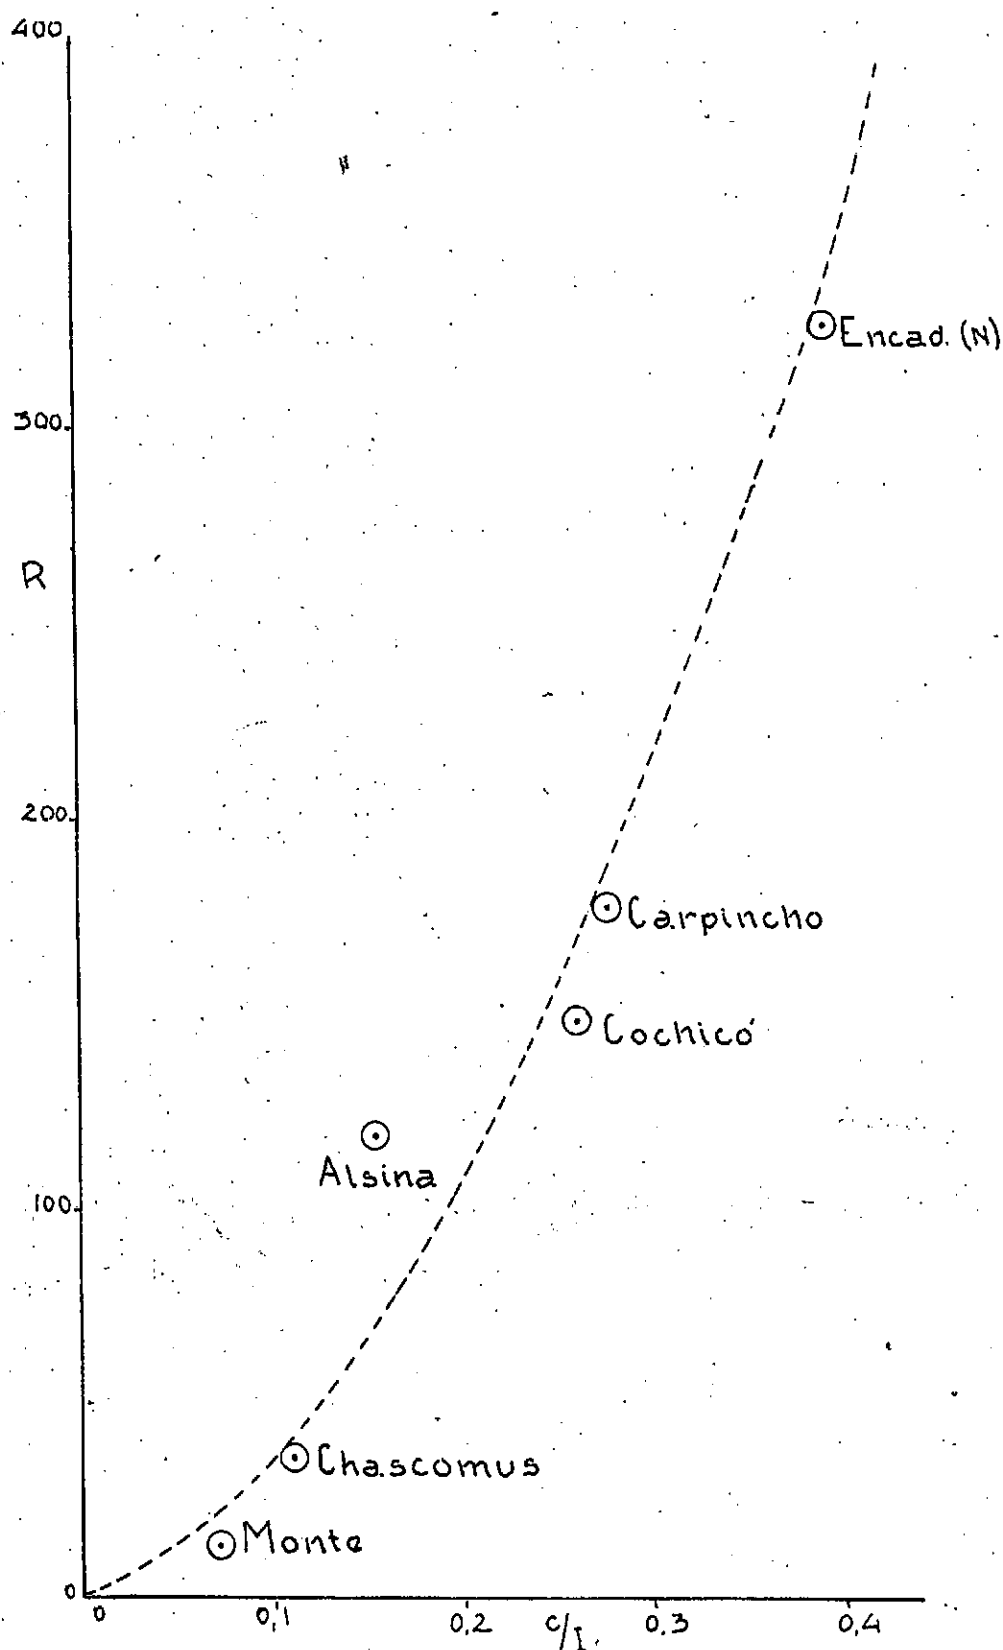 400
Encad. (N)
300
R
200
Carpincho
Cochicó
Alsina
100
Chascomus
Monte
0
0 0,1 0,2 c/I. 0,3 0,4